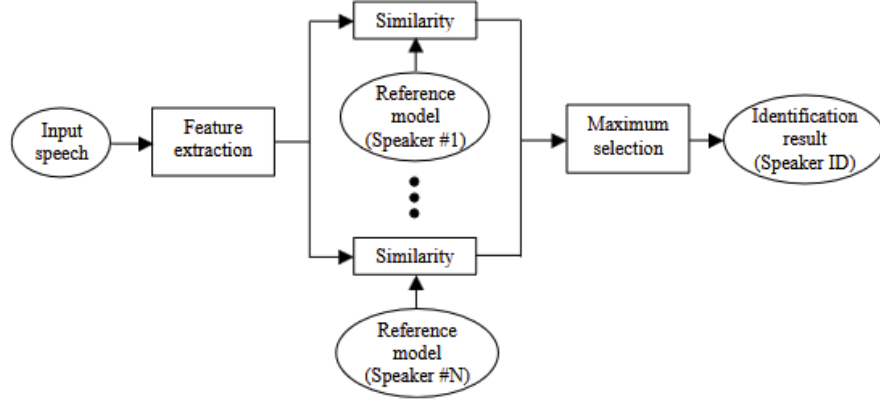 Similarity
Reference
model
(Speaker #1)
Input
speech
Feature
extraction
Maximum
selection
Identification
result
(Speaker ID)
Similarity
Reference
model
(Speaker #N)